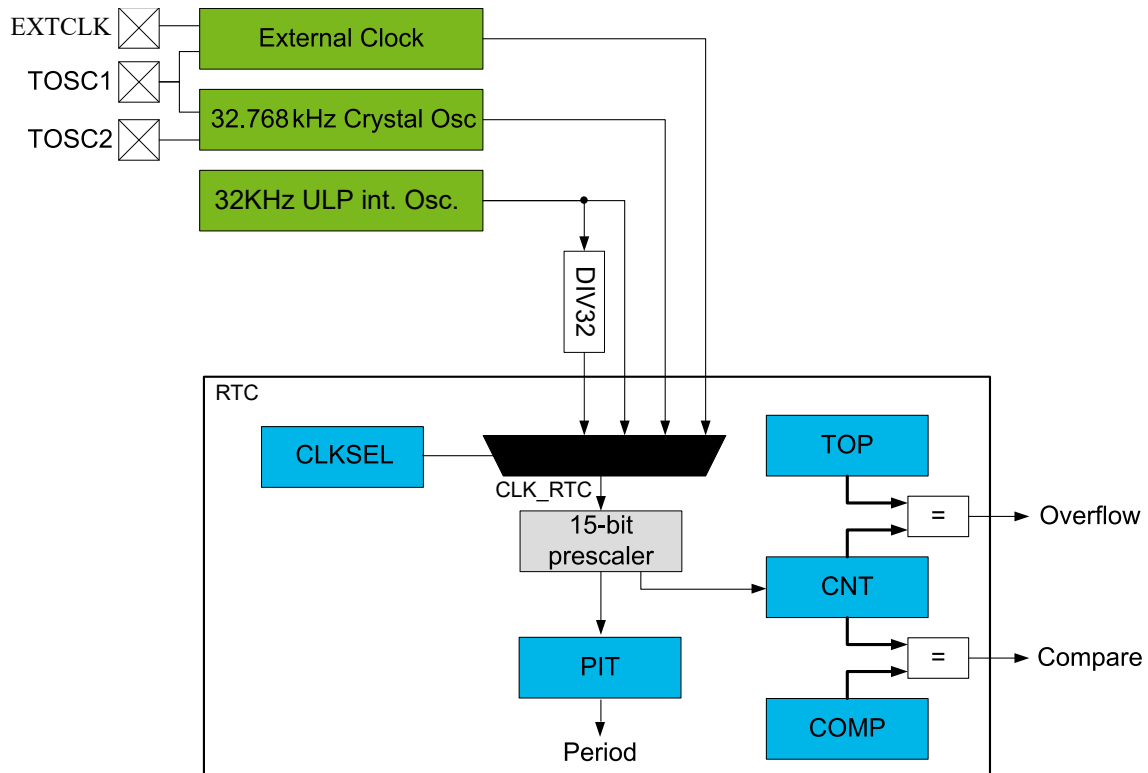 EXTCLK
External Clock
TOSC1
32.768 kHz Crystal Osc
TOSC2
32KHz ULP int. Osc.
DIV32
RTC
CLKSEL
TOP
CLK_RTC
15-bit
prescaler
=
Overflow
CNT
PIT
=
Compare
COMP
Period